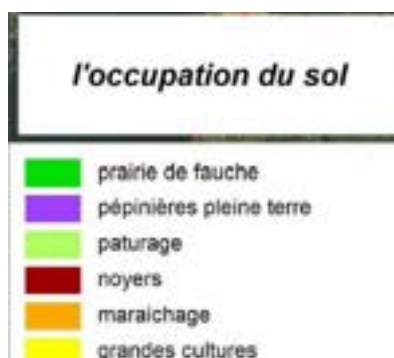 l'occupation du sol
prairie de fauche
pépinières pleine terre
paturage
noyers
maraichage
grandes cultures